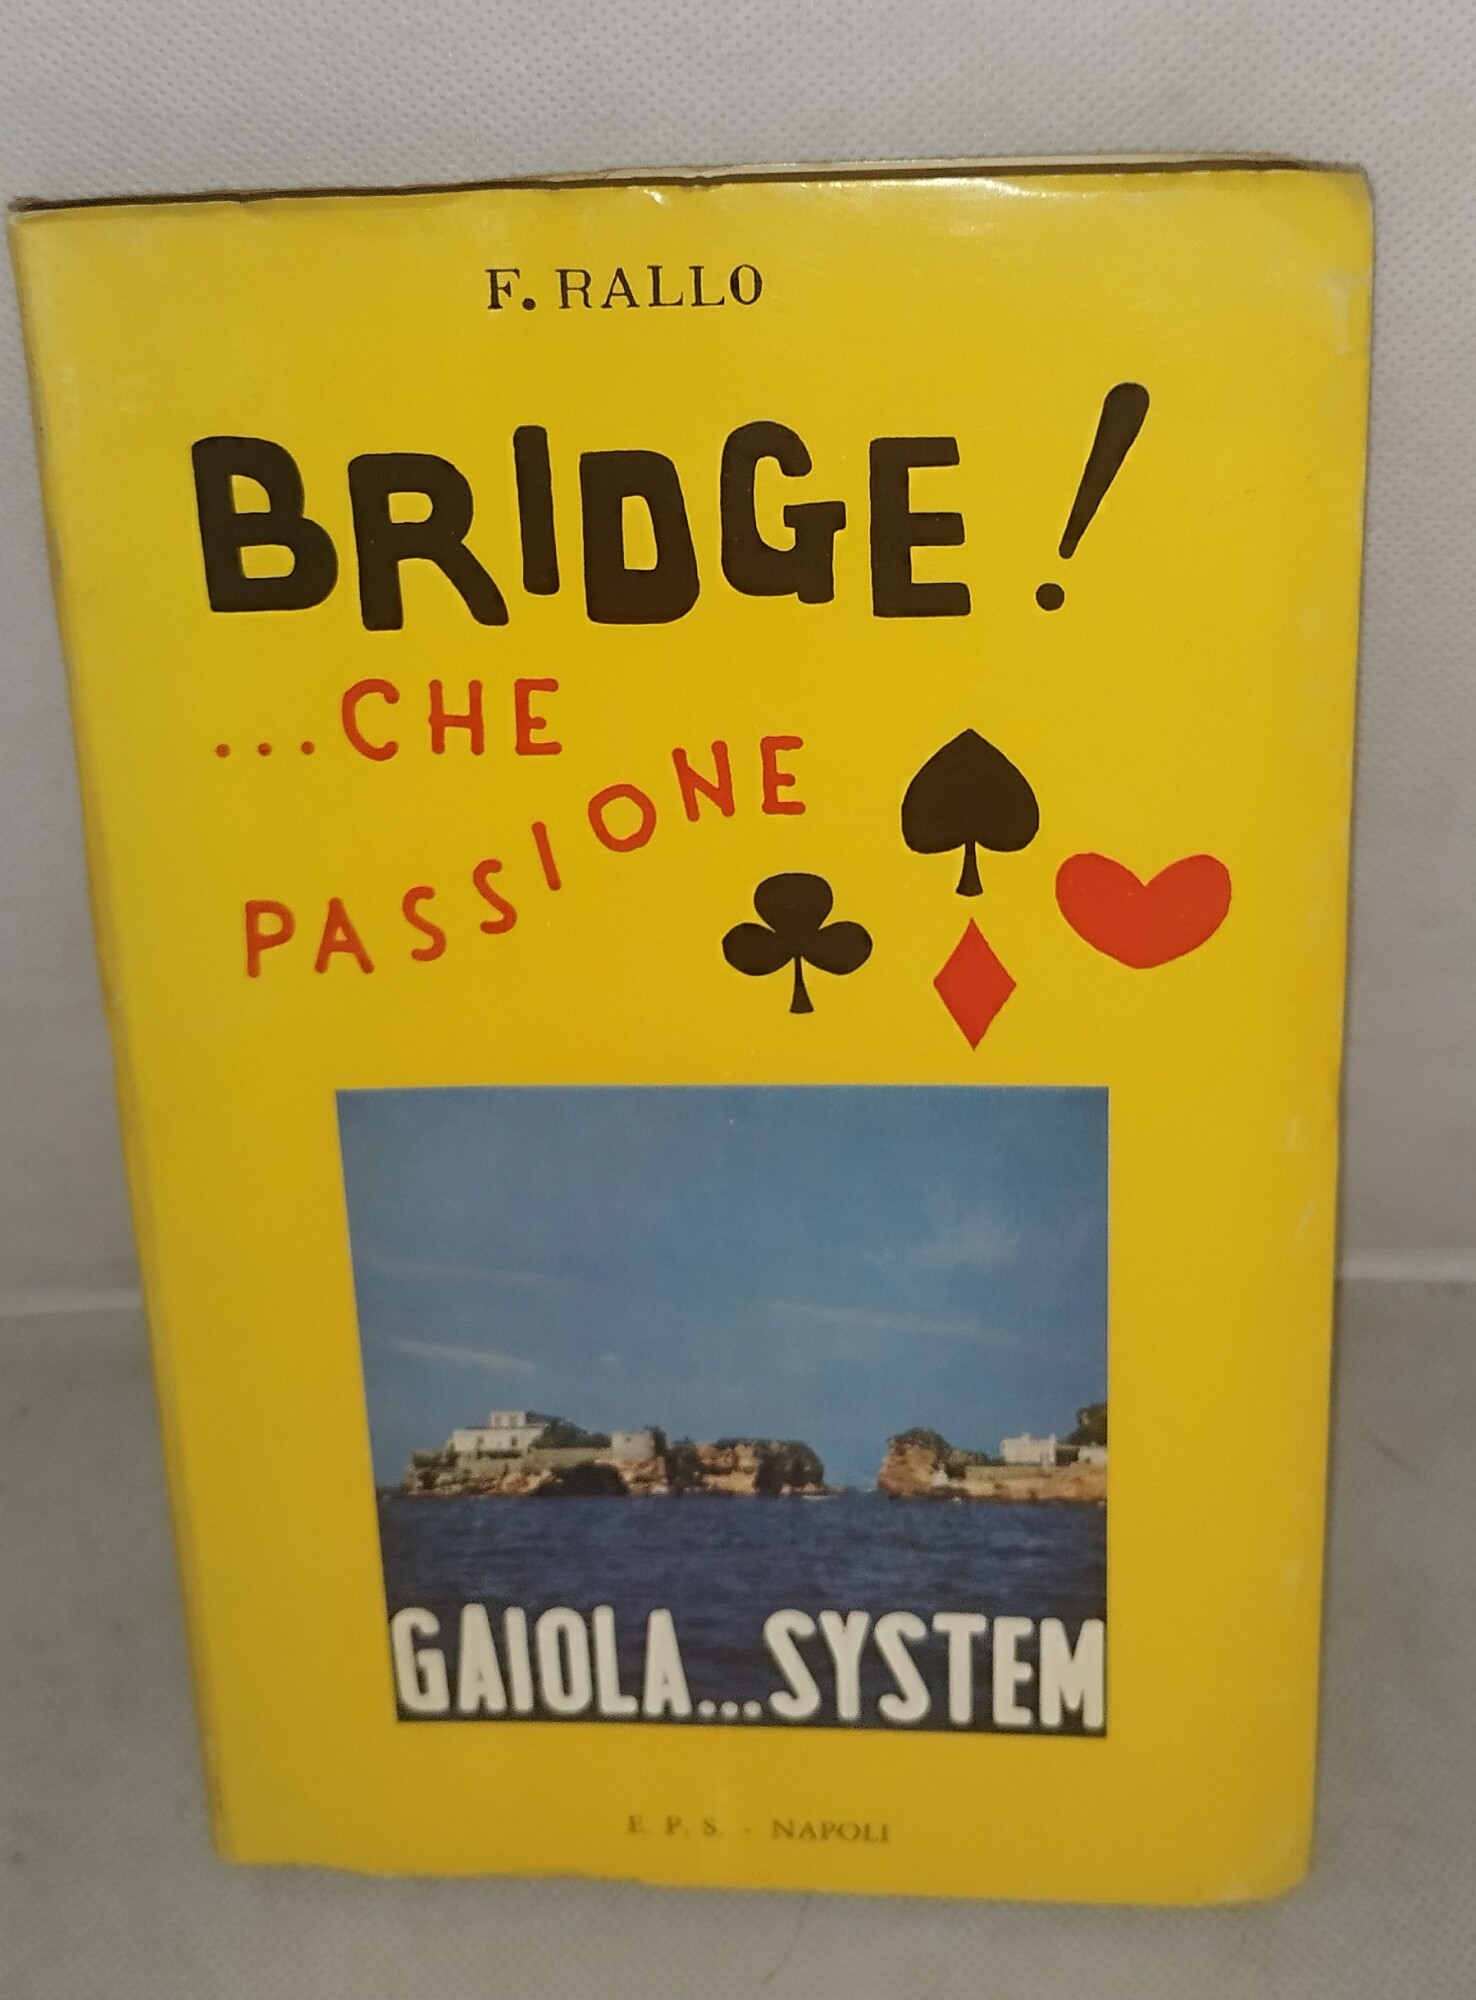 F. RALLO
BRIDGE!
...CHE
PASSIONE
GAIOLA...SYSTEM
E. P. S. - NAPOLI